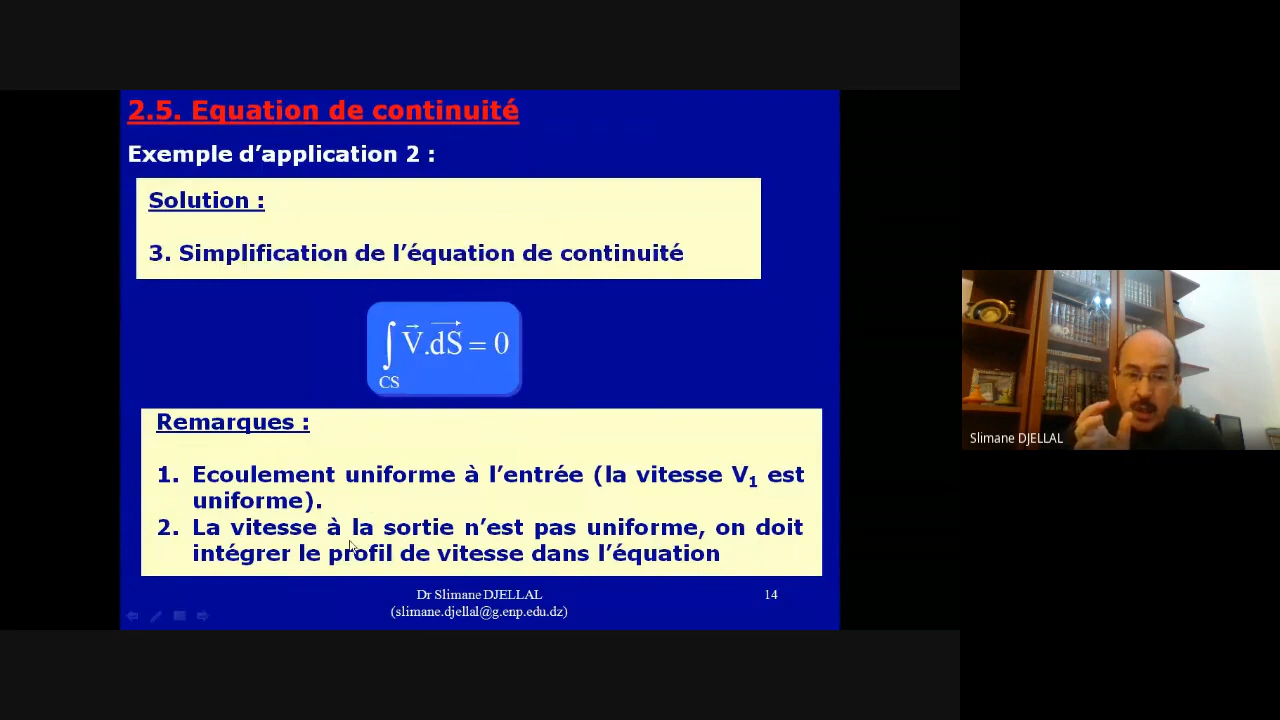 2.5. Equation de continuité
Exemple d’application 2 :
Solution :
3. Simplification de l’équation de continuité
∫ V⃗.dS⃗ = 0
CS
Remarques :
1. Ecoulement uniforme à l’entrée (la vitesse V₁ est
uniforme).
2. La vitesse à la sortie n’est pas uniforme, on doit
intégrer le profil de vitesse dans l’équation
Dr Slimane DJELLAL
(slimane.djellal@g.enp.edu.dz)
14
Slimane DJELLAL